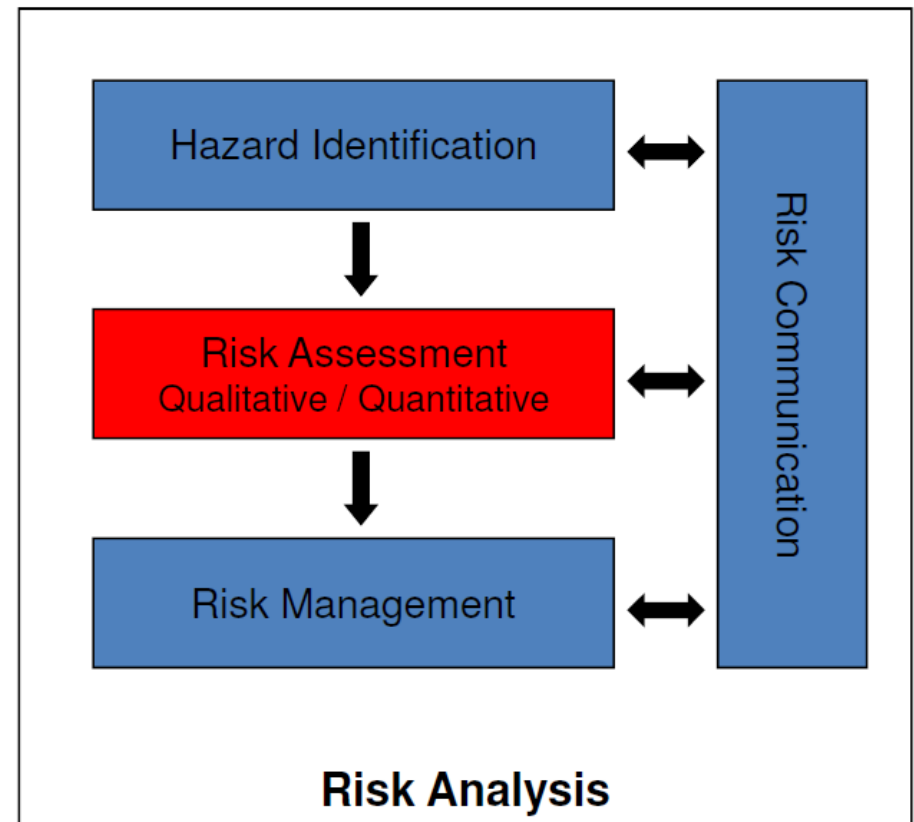 Hazard Identification
Risk Assessment
Qualitative / Quantitative
Risk Management
Risk Communication
Risk Analysis